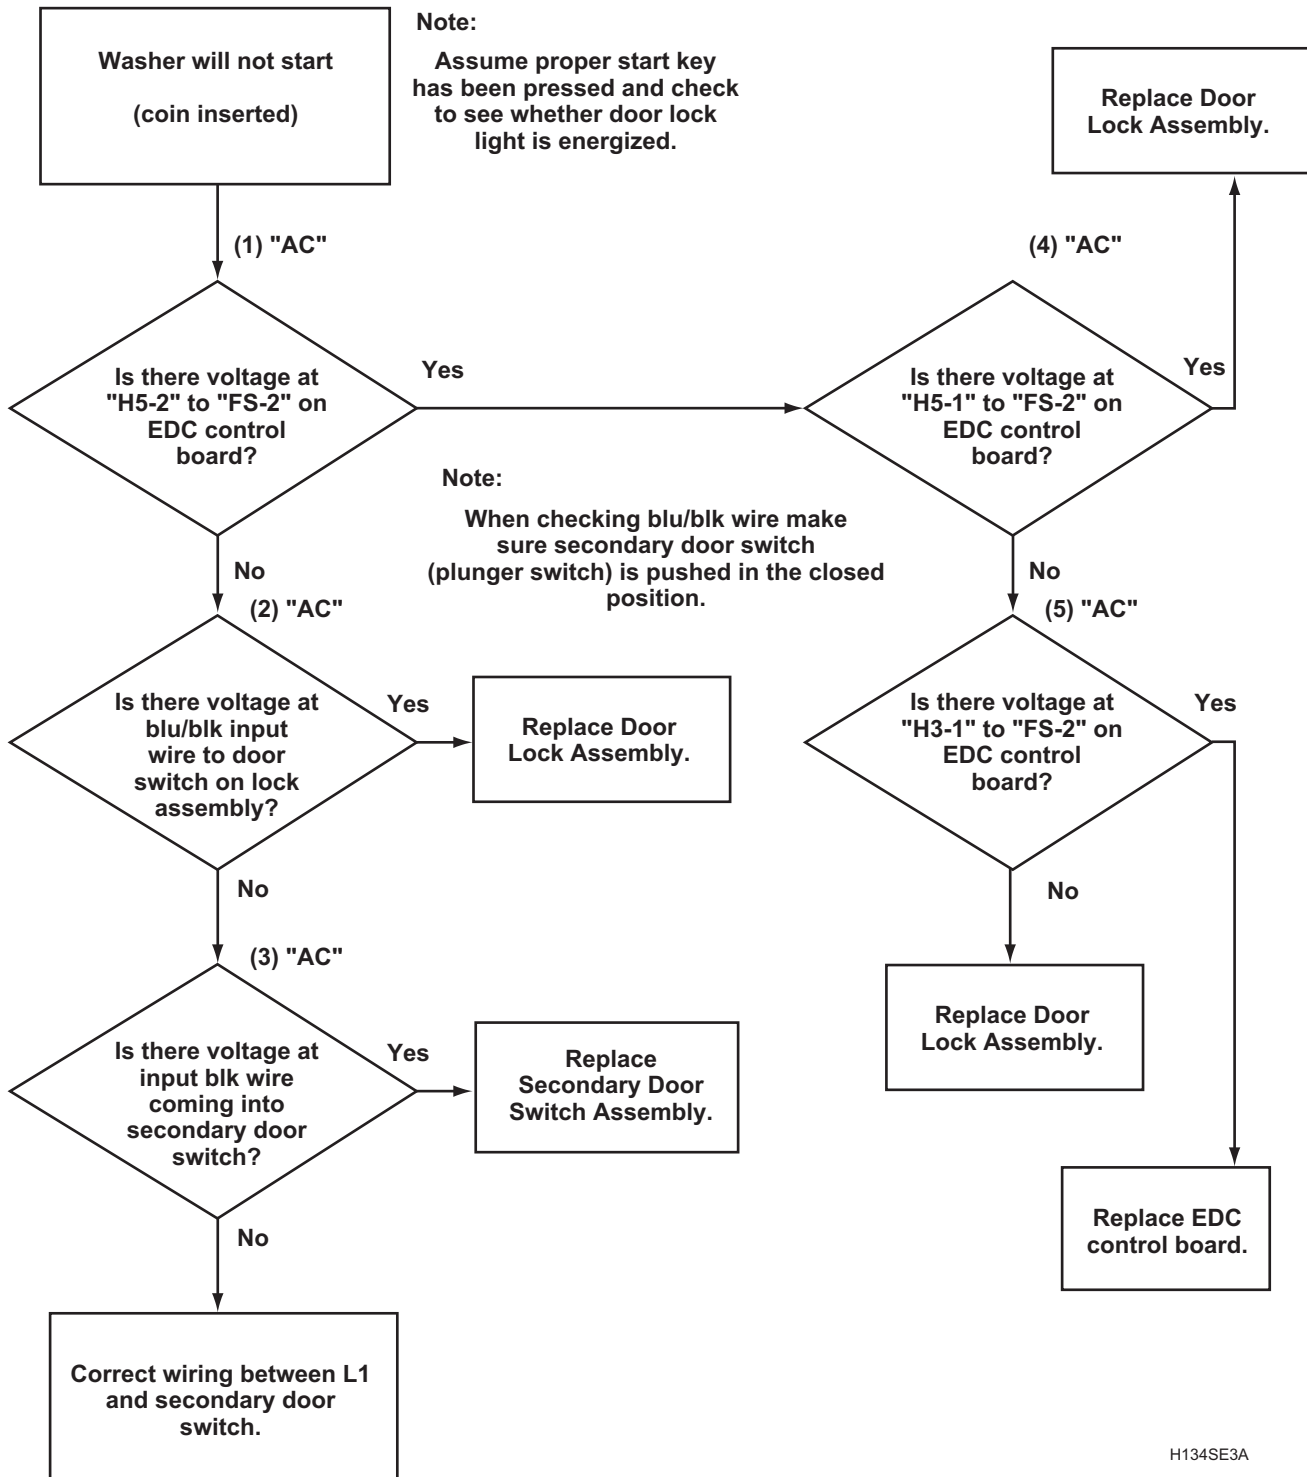 Washer will not start
(coin inserted)
Note:
Assume proper start key
has been pressed and check
to see whether door lock
light is energized.
Replace Door
Lock Assembly.
(1) "AC"
(4) "AC"
Is there voltage at
"H5-2" to "FS-2" on
EDC control
board?
Yes
Is there voltage at
"H5-1" to "FS-2" on
EDC control
board?
Yes
Note:
When checking blu/blk wire make
sure secondary door switch
(plunger switch) is pushed in the closed
position.
No
(2) "AC"
No
(5) "AC"
Is there voltage at
blu/blk input
wire to door
switch on lock
assembly?
Yes
Replace Door
Lock Assembly.
Is there voltage at
"H3-1" to "FS-2" on
EDC control
board?
Yes
No
(3) "AC"
No
Is there voltage at
input blk wire
coming into
secondary door
switch?
Yes
Replace
Secondary Door
Switch Assembly.
Replace Door
Lock Assembly.
No
Replace EDC
control board.
Correct wiring between L1
and secondary door
switch.
H134SE3A